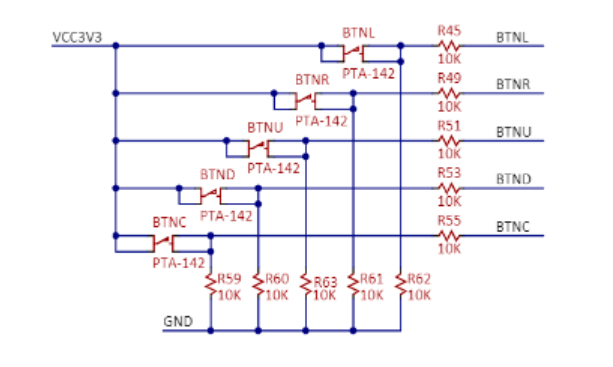 VCC3V3
BTNL
PTA-142
R45
10K
BTNL
BTNR
PTA-142
R49
10K
BTNR
BTNU
PTA-142
R51
10K
BTNU
BTND
PTA-142
R53
10K
BTND
BTNC
PTA-142
R55
10K
BTNC
R59
10K
R60
10K
R63
10K
R61
10K
R62
10K
GND